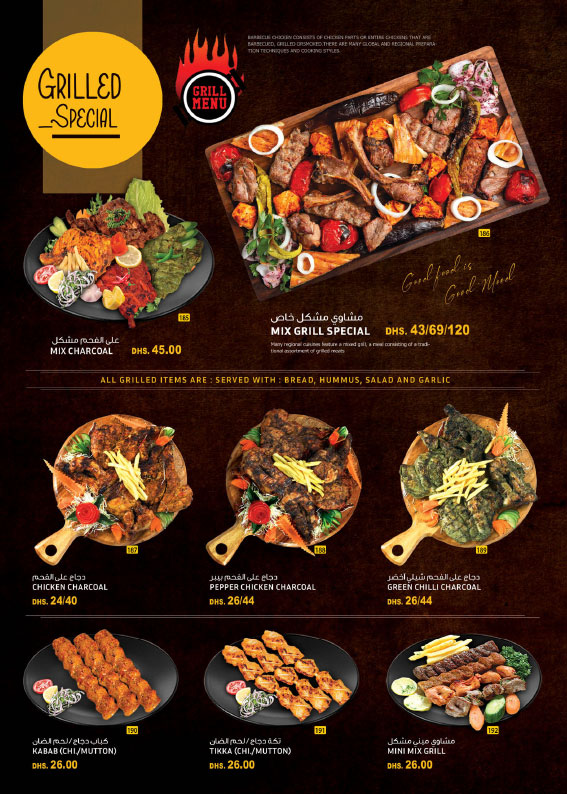 GRILLED
SPECIAL
GRILL
MENU
BARBECUE CHICKEN CONSISTS OF CHICKEN PARTS OR ENTIRE CHICKENS THAT ARE
BARBECUED, GRILLED OR SMOKED. THERE ARE MANY GLOBAL AND REGIONAL PREPARA-
TION TECHNIQUES AND COOKING STYLES.
186
Good food is
Good Mood
185
على الفحم مشكل
MIX CHARCOAL DHS. 45.00
مشاوي مشكل خاص
MIX GRILL SPECIAL DHS. 43/69/120
Many regional cuisines feature a mixed grill, a meal consisting of a tradi-
tional assortment of grilled meats
ALL GRILLED ITEMS ARE : SERVED WITH : BREAD, HUMMUS, SALAD AND GARLIC
187
188
189
دجاج على الفحم
CHICKEN CHARCOAL
DHS. 24/40
دجاج على الفحم بيبر
PEPPER CHICKEN CHARCOAL
DHS. 26/44
دجاج على الفحم شيلي أخضر
GREEN CHILLI CHARCOAL
DHS. 26/44
190
191
192
كباب دجاج/لحم الضان
KABAB (CHI./MUTTON)
DHS. 26.00
تكة دجاج/لحم الضان
TIKKA (CHI./MUTTON)
DHS. 26.00
مشاوي ميني مشكل
MINI MIX GRILL
DHS. 26.00